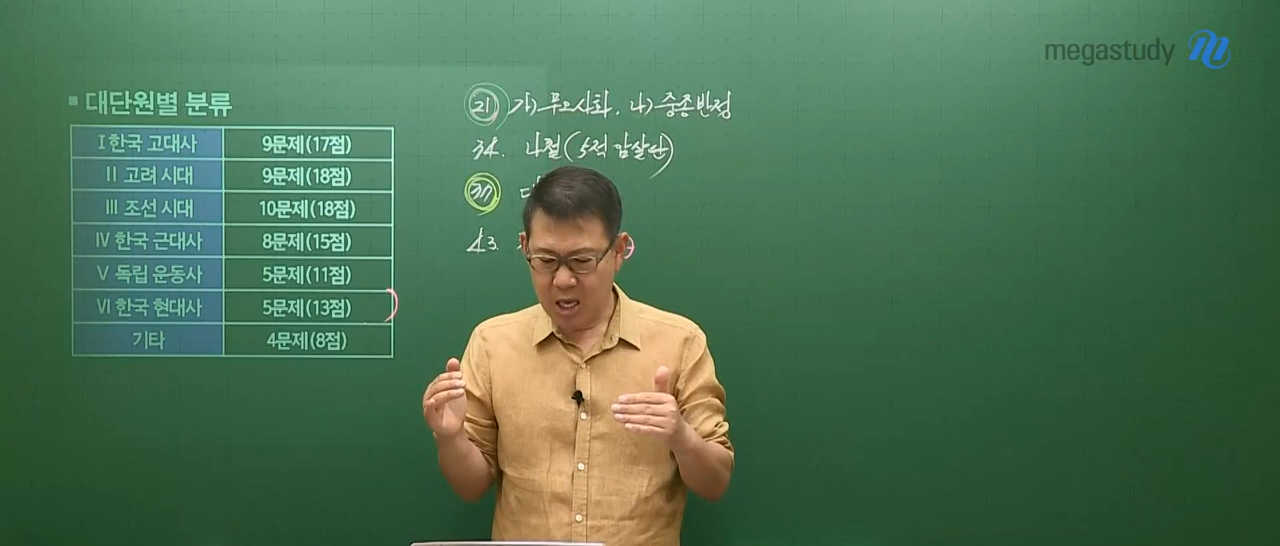 megastudy
▪ 대단원별 분류
Ⅰ 한국 고대사 9문제(17점)
Ⅱ 고려 시대 9문제(18점)
Ⅲ 조선 시대 10문제(18점)
Ⅳ 한국 근대사 8문제(15점)
Ⅴ 독립 운동사 5문제(11점)
Ⅵ 한국 현대사 5문제(13점)
기타 4문제(8점)
21 가) 무오사화, 나) 중종반정
34. 나철(5적 암살단)
37
43.